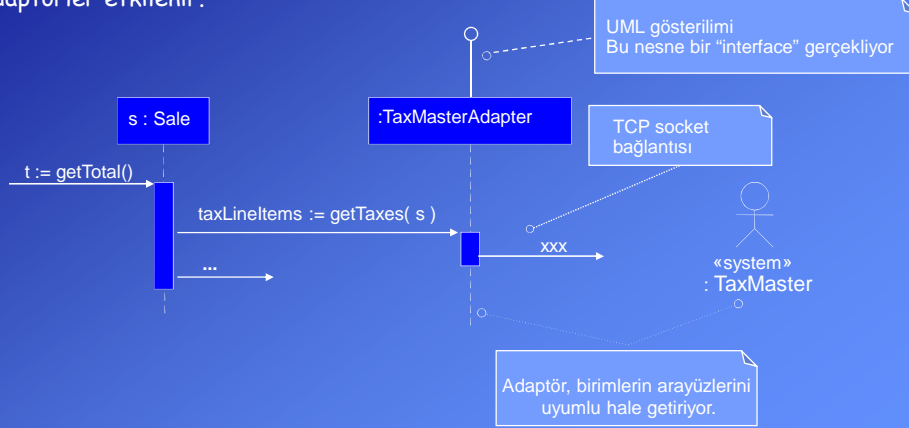 etkilenir.
UML gösterilimi
Bu nesne bir “interface” gerçekliyor
s : Sale
:TaxMasterAdapter
TCP socket
bağlantısı
t := getTotal()
taxLineItems := getTaxes( s )
xxx
...
«system»
: TaxMaster
Adaptör, birimlerin arayüzlerini
uyumlu hale getiriyor.